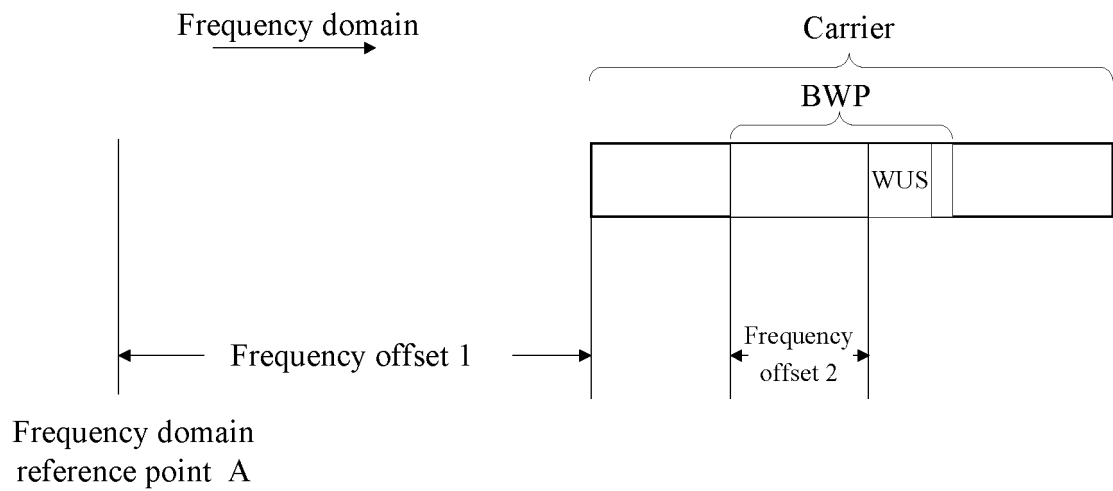 Frequency domain
Carrier
BWP
WUS
Frequency offset 1
Frequency
offset 2
Frequency domain
reference point A